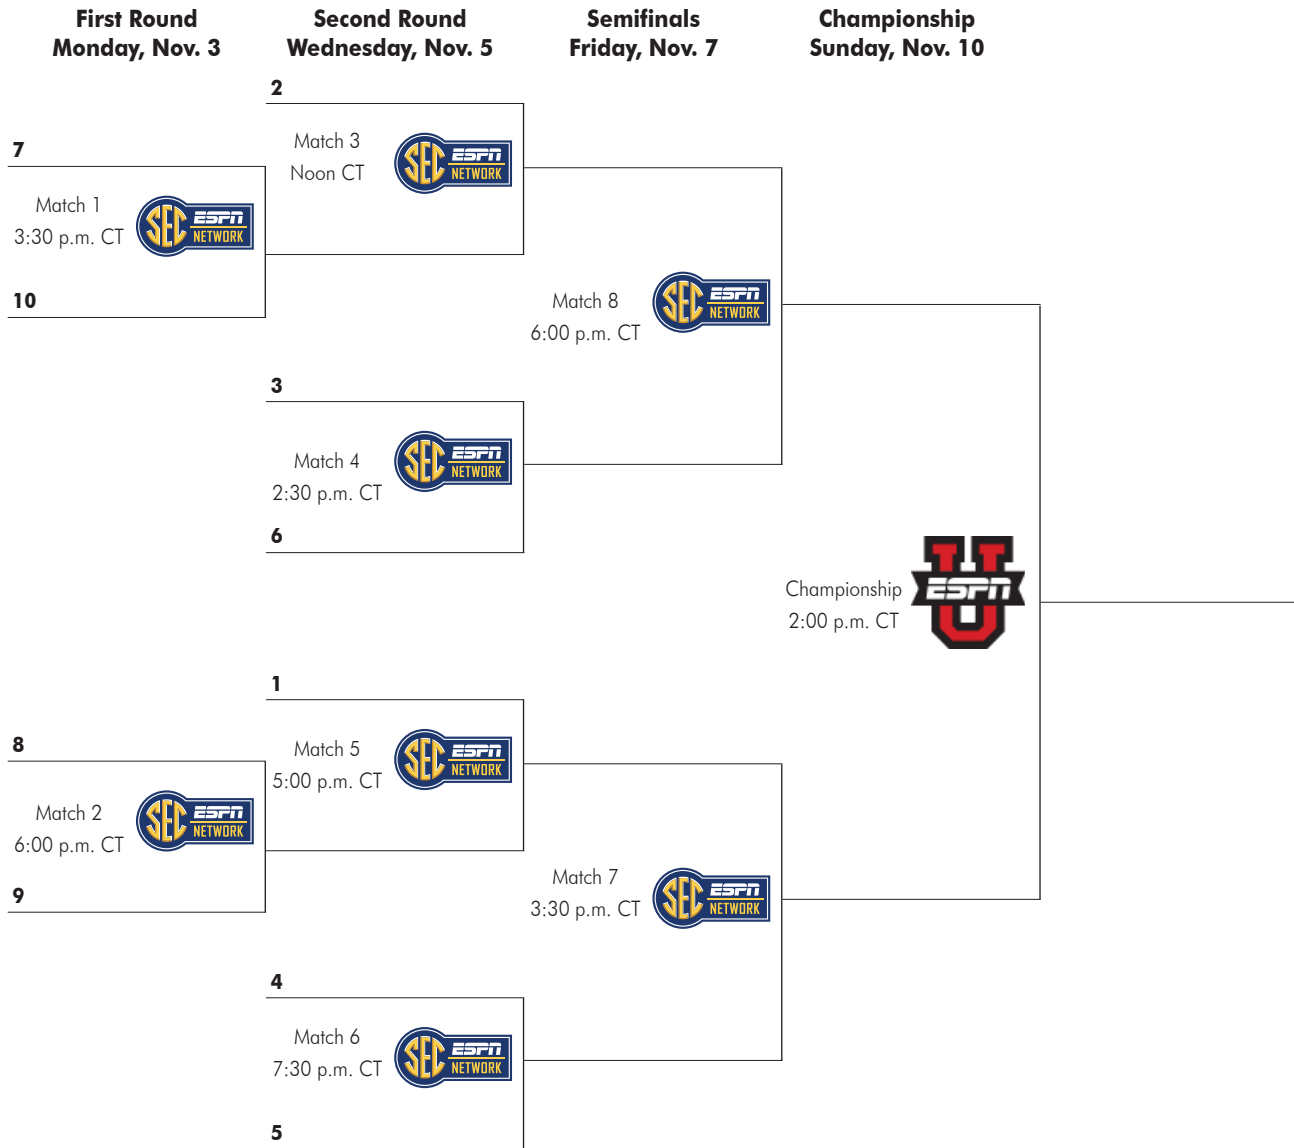 First Round
Monday, Nov. 3
Second Round
Wednesday, Nov. 5
Semifinals
Friday, Nov. 7
Championship
Sunday, Nov. 10
2
Match 3
Noon CT
SEC ESPN NETWORK
7
Match 1
3:30 p.m. CT
SEC ESPN NETWORK
10
Match 8
6:00 p.m. CT
SEC ESPN NETWORK
3
Match 4
2:30 p.m. CT
SEC ESPN NETWORK
6
Championship
2:00 p.m. CT
U ESPN
1
Match 5
5:00 p.m. CT
SEC ESPN NETWORK
8
Match 2
6:00 p.m. CT
SEC ESPN NETWORK
9
Match 7
3:30 p.m. CT
SEC ESPN NETWORK
4
Match 6
7:30 p.m. CT
SEC ESPN NETWORK
5